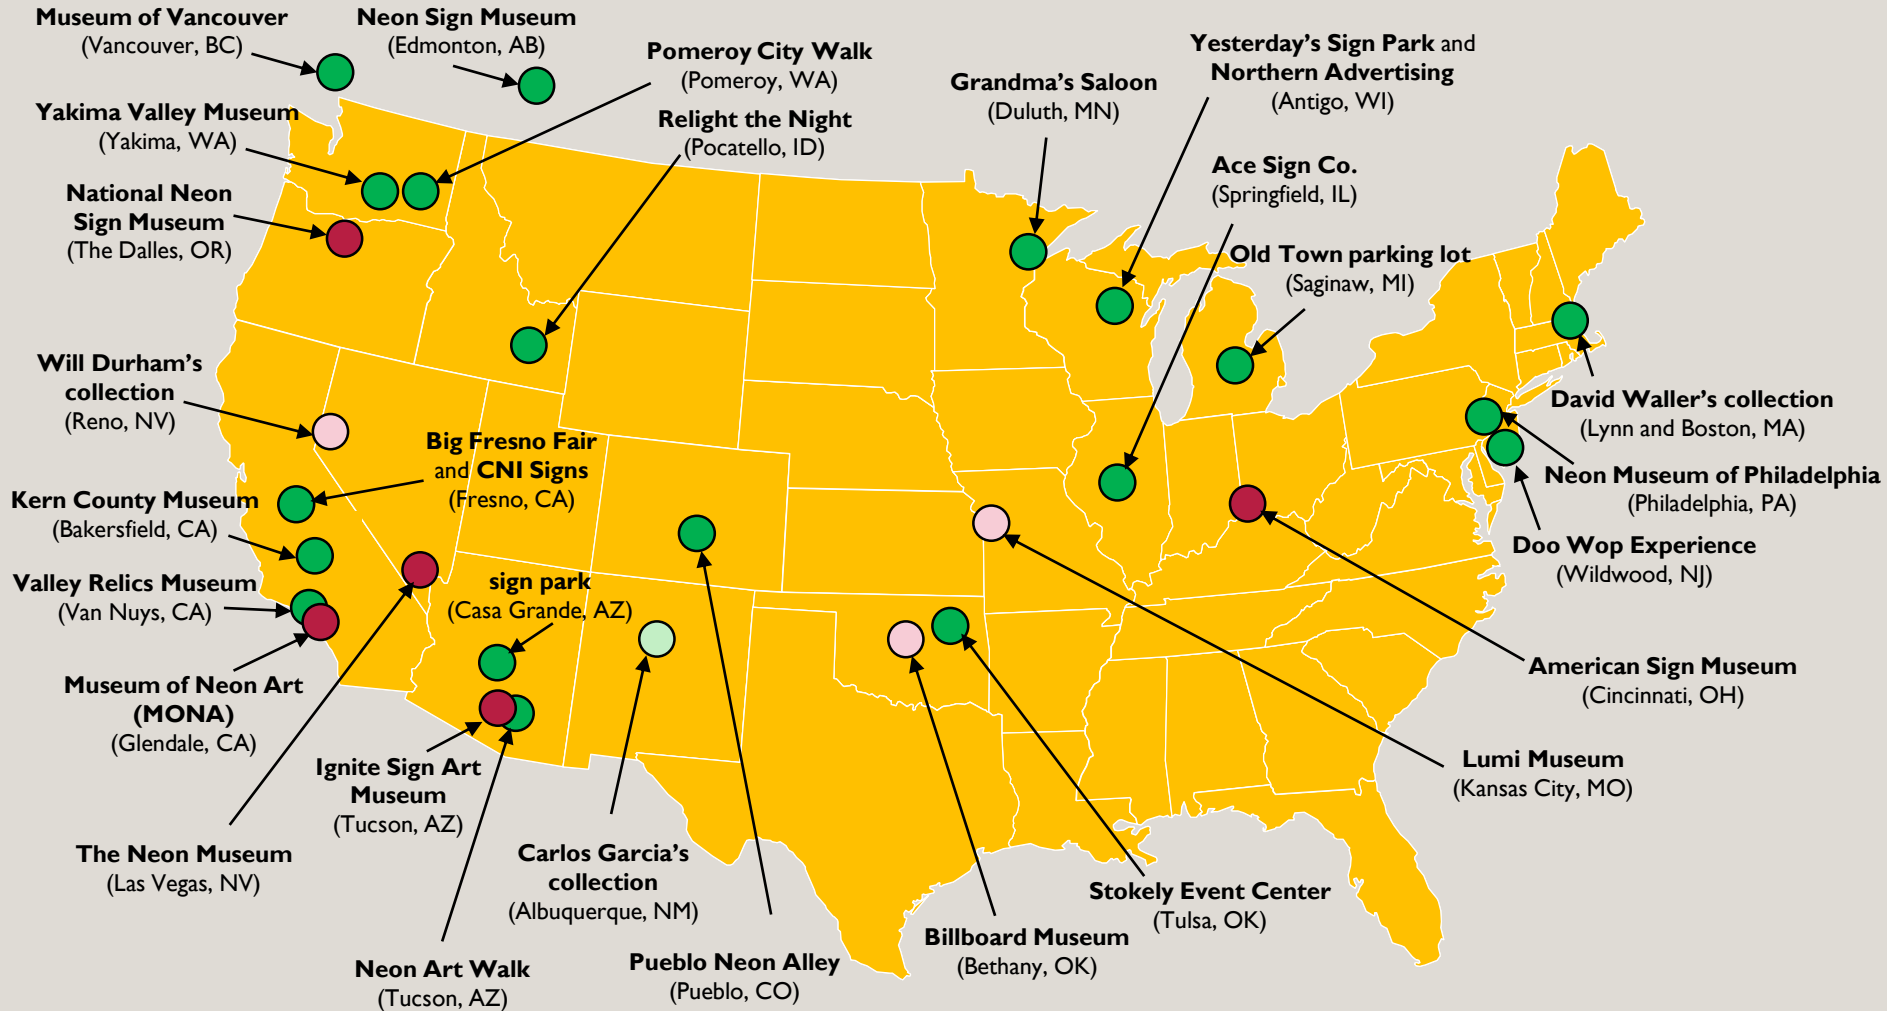 Museum of Vancouver
(Vancouver, BC)
Neon Sign Museum
(Edmonton, AB)
Pomeroy City Walk
(Pomeroy, WA)
Yesterday's Sign Park and
Northern Advertising
(Antigo, WI)
Grandma's Saloon
(Duluth, MN)
Yakima Valley Museum
(Yakima, WA)
Relight the Night
(Pocatello, ID)
Ace Sign Co.
(Springfield, IL)
National Neon
Sign Museum
(The Dalles, OR)
Old Town parking lot
(Saginaw, MI)
Will Durham's
collection
(Reno, NV)
David Waller's collection
(Lynn and Boston, MA)
Big Fresno Fair
and CNI Signs
(Fresno, CA)
Neon Museum of Philadelphia
(Philadelphia, PA)
Kern County Museum
(Bakersfield, CA)
Doo Wop Experience
(Wildwood, NJ)
Valley Relics Museum
(Van Nuys, CA)
sign park
(Casa Grande, AZ)
American Sign Museum
(Cincinnati, OH)
Museum of Neon Art
(MONA)
(Glendale, CA)
Ignite Sign Art
Museum
(Tucson, AZ)
Lumi Museum
(Kansas City, MO)
The Neon Museum
(Las Vegas, NV)
Carlos Garcia's
collection
(Albuquerque, NM)
Stokely Event Center
(Tulsa, OK)
Billboard Museum
(Bethany, OK)
Neon Art Walk
(Tucson, AZ)
Pueblo Neon Alley
(Pueblo, CO)